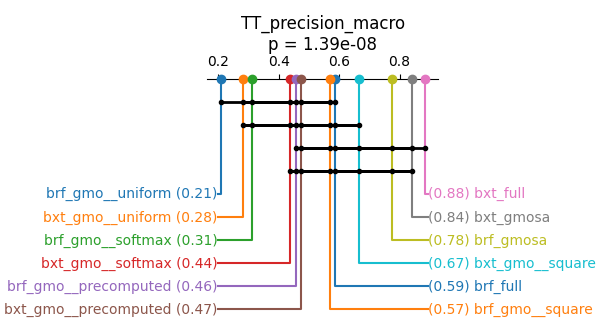 TT_precision_macro
p = 1.39e-08
0.2 0.4 0.6 0.8
brf_gmo__uniform (0.21) (0.88) bxt_full
bxt_gmo__uniform (0.28) (0.84) bxt_gmosa
brf_gmo__softmax (0.31) (0.78) brf_gmosa
bxt_gmo__softmax (0.44) (0.67) bxt_gmo__square
brf_gmo__precomputed (0.46) (0.59) brf_full
bxt_gmo__precomputed (0.47) (0.57) brf_gmo__square